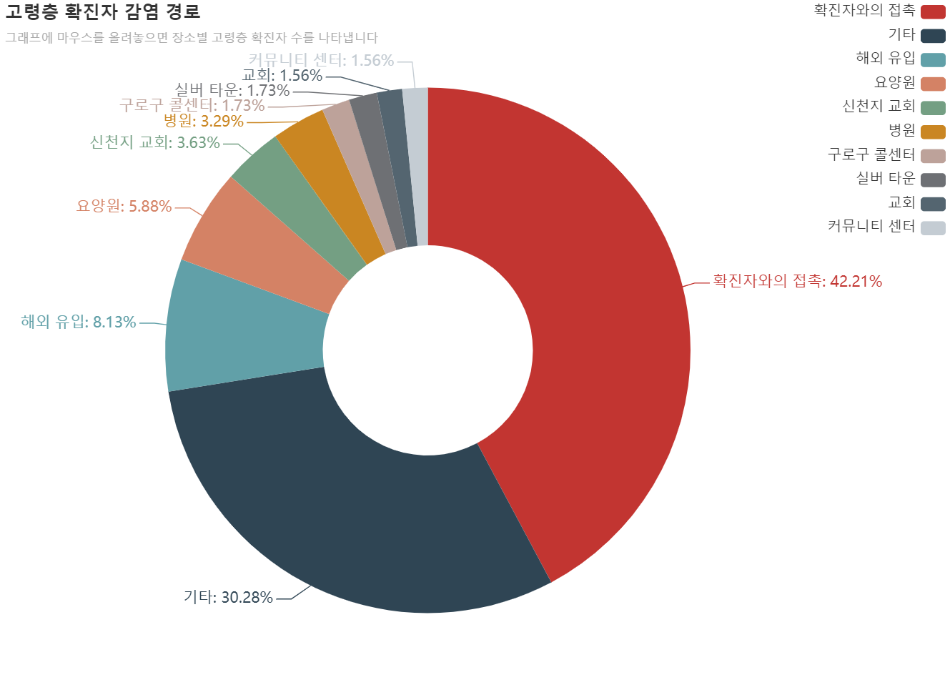 고령층 확진자 감염 경로
그래프에 마우스를 올려놓으면 장소별 고령층 확진자 수를 나타냅니다
확진자와의 접촉
기타
해외 유입
요양원
신천지 교회
병원
구로구 콜센터
실버 타운
교회
커뮤니티 센터
커뮤니티 센터: 1.56%
교회: 1.56%
실버 타운: 1.73%
구로구 콜센터: 1.73%
병원: 3.29%
신천지 교회: 3.63%
요양원: 5.88%
확진자와의 접촉: 42.21%
해외 유입: 8.13%
기타: 30.28%